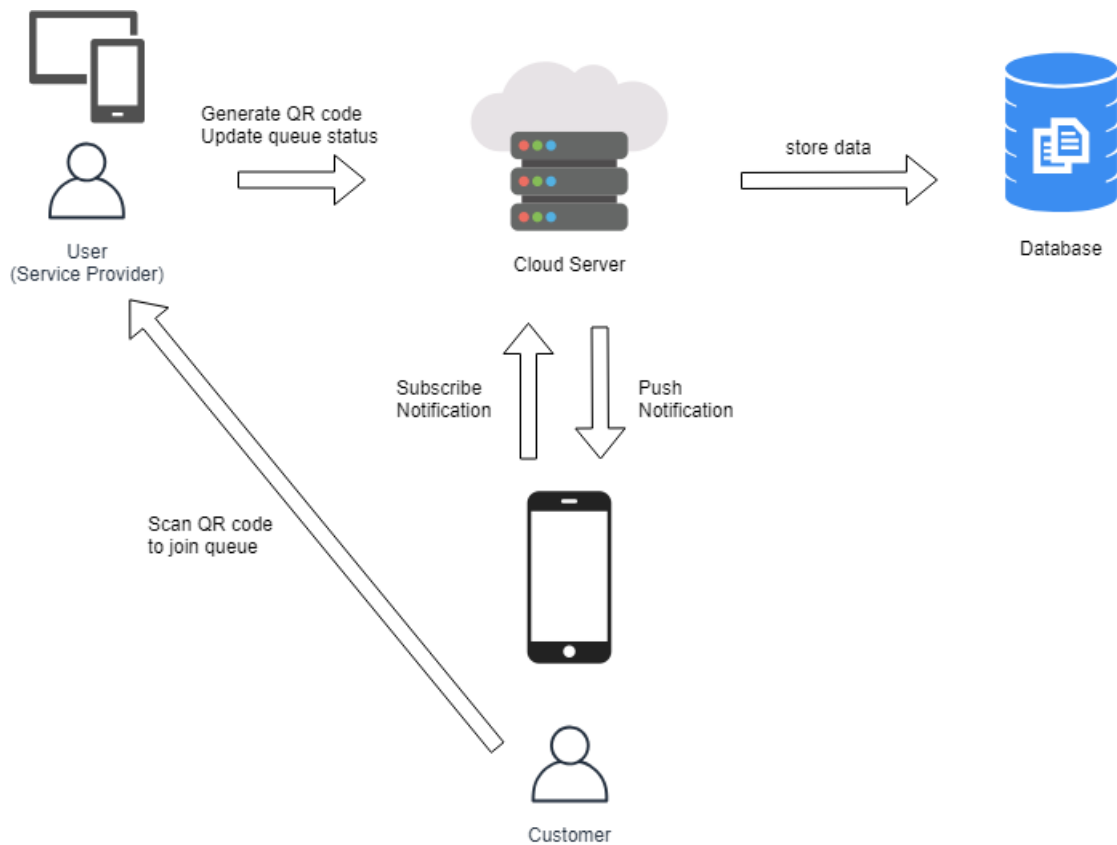 Generate QR code
Update queue status
store data
User
(Service Provider)
Cloud Server
Database
Subscribe
Notification
Push
Notification
Scan QR code
to join queue
Customer